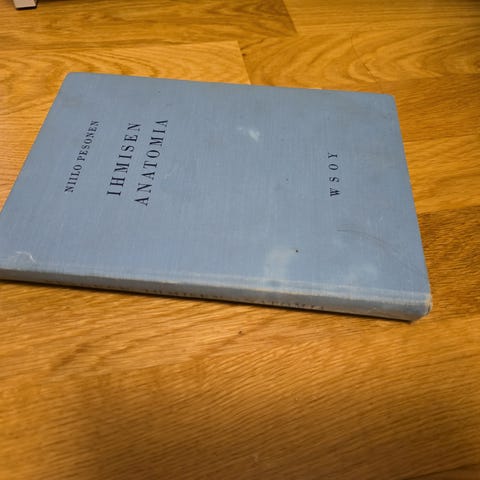 NIILO PESONEN
IHMISEN
ANATOMIA
WSOY